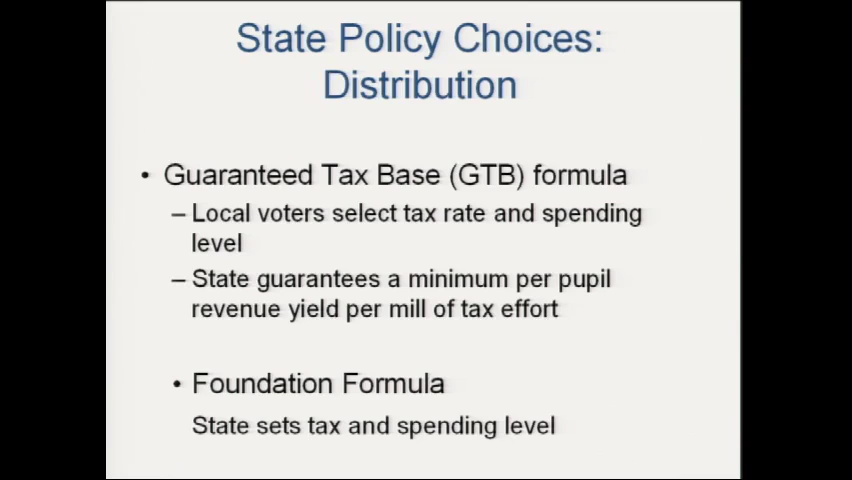 State Policy Choices:
Distribution
• Guaranteed Tax Base (GTB) formula
– Local voters select tax rate and spending
level
– State guarantees a minimum per pupil
revenue yield per mill of tax effort
• Foundation Formula
State sets tax and spending level